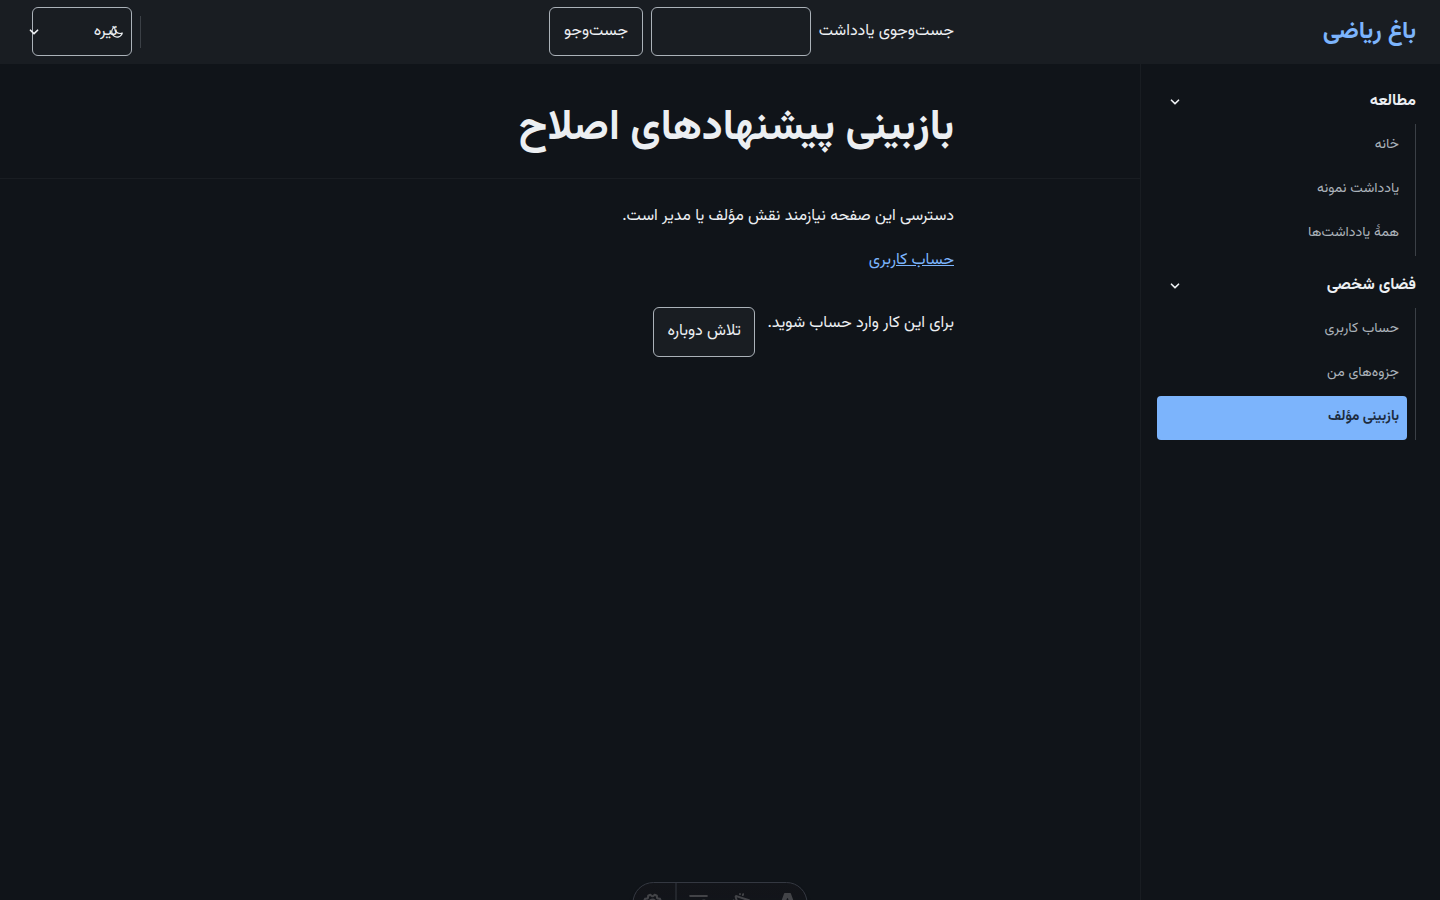 باغ ریاضی
جست‌وجوی یادداشت
جست‌وجو
تیره
مطالعه
خانه
یادداشت نمونه
همهٔ یادداشت‌ها
فضای شخصی
حساب کاربری
جزوه‌های من
بازبینی مؤلف
بازبینی پیشنهادهای اصلاح
دسترسی این صفحه نیازمند نقش مؤلف یا مدیر است.
حساب کاربری
برای این کار وارد حساب شوید.
تلاش دوباره